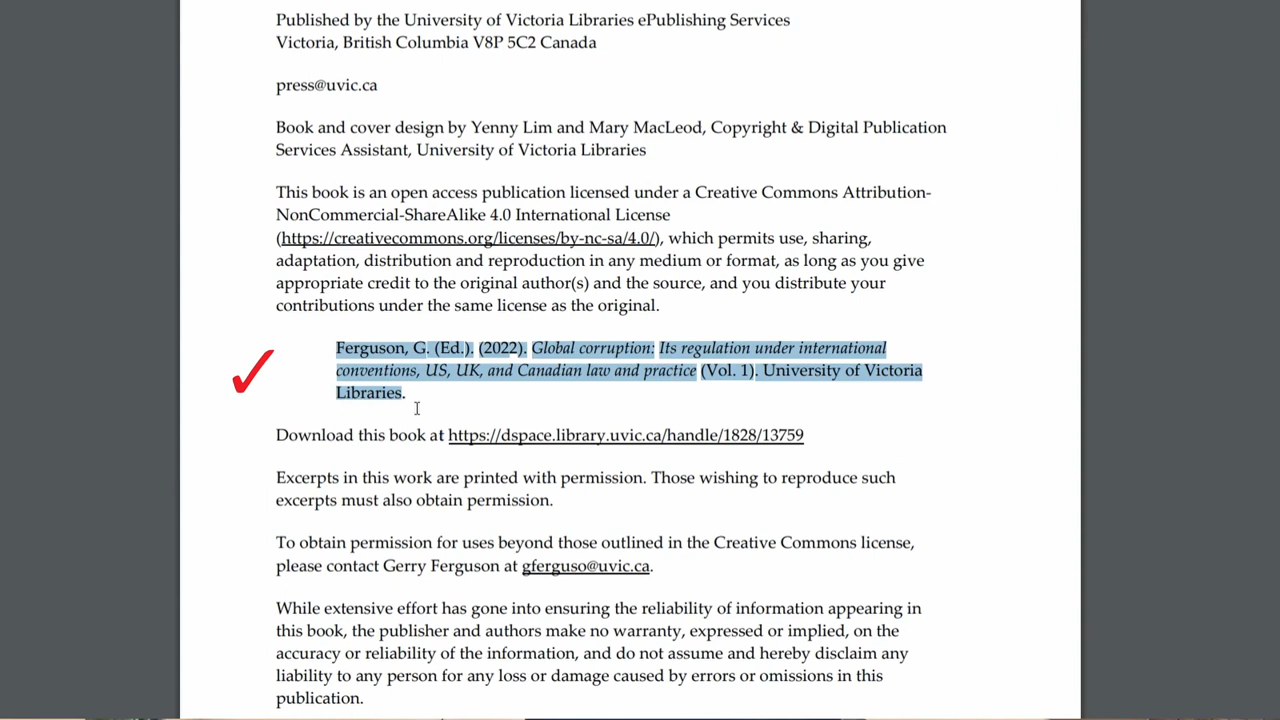 Published by the University of Victoria Libraries ePublishing Services
Victoria, British Columbia V8P 5C2 Canada
press@uvic.ca
Book and cover design by Yenny Lim and Mary MacLeod, Copyright & Digital Publication
Services Assistant, University of Victoria Libraries
This book is an open access publication licensed under a Creative Commons Attribution-
NonCommercial-ShareAlike 4.0 International License
(https://creativecommons.org/licenses/by-nc-sa/4.0/), which permits use, sharing,
adaptation, distribution and reproduction in any medium or format, as long as you give
appropriate credit to the original author(s) and the source, and you distribute your
contributions under the same license as the original.
Ferguson, G. (Ed.). (2022). Global corruption: Its regulation under international
conventions, US, UK, and Canadian law and practice (Vol. 1). University of Victoria
Libraries.
Download this book at https://dspace.library.uvic.ca/handle/1828/13759
Excerpts in this work are printed with permission. Those wishing to reproduce such
excerpts must also obtain permission.
To obtain permission for uses beyond those outlined in the Creative Commons license,
please contact Gerry Ferguson at gferguso@uvic.ca.
While extensive effort has gone into ensuring the reliability of information appearing in
this book, the publisher and authors make no warranty, expressed or implied, on the
accuracy or reliability of the information, and do not assume and hereby disclaim any
liability to any person for any loss or damage caused by errors or omissions in this
publication.